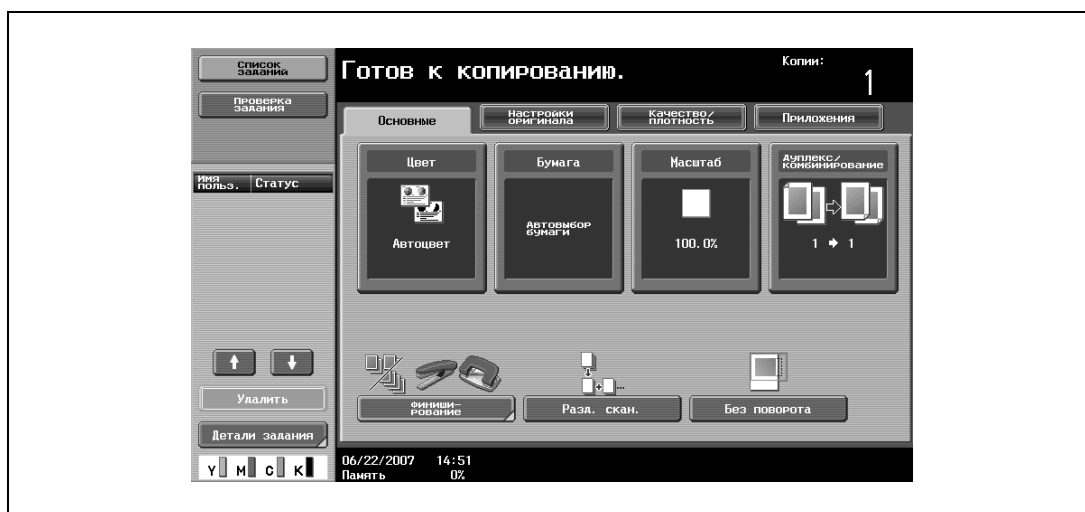 Список
заданий
Проверка
задания
Имя
польз.
Статус
Удалить
Детали задания
Y M C K
Готов к копированию.
Копии:
1
Основные
Настройки
оригинала
Качество/
плотность
Приложения
Цвет
Автоцвет
Бумага
Автовыбор
бумаги
Масштаб
100.0%
Дуплекс/
комбинирование
1 → 1
Финиши-
рование
Разд. скан.
Без поворота
06/22/2007 14:51
Память 0%